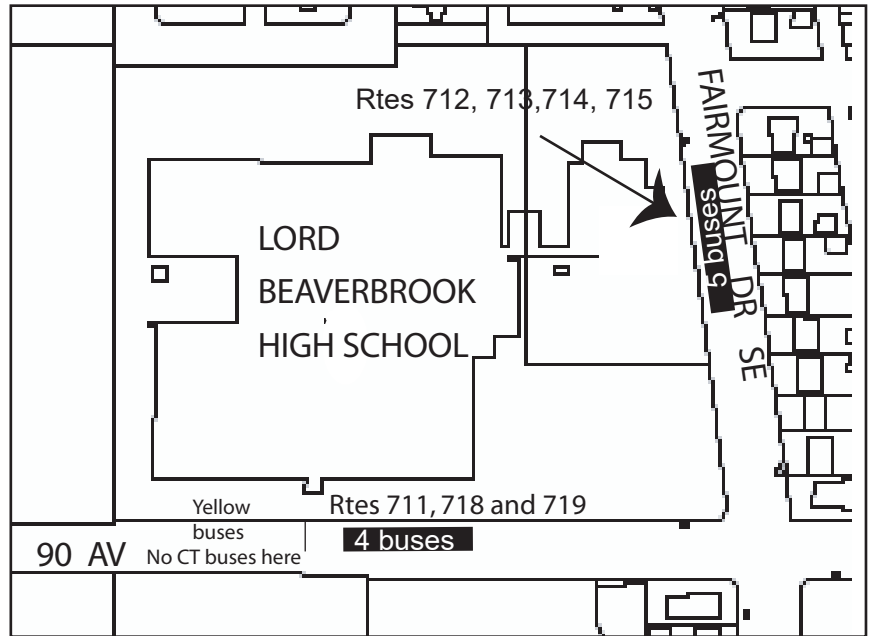 Rtes 712, 713,714, 715
FAIRMOUNT DR SE
5 buses
LORD
BEAVERBROOK
HIGH SCHOOL
Yellow
buses
No CT buses here
Rtes 711, 718 and 719
4 buses
90 AV